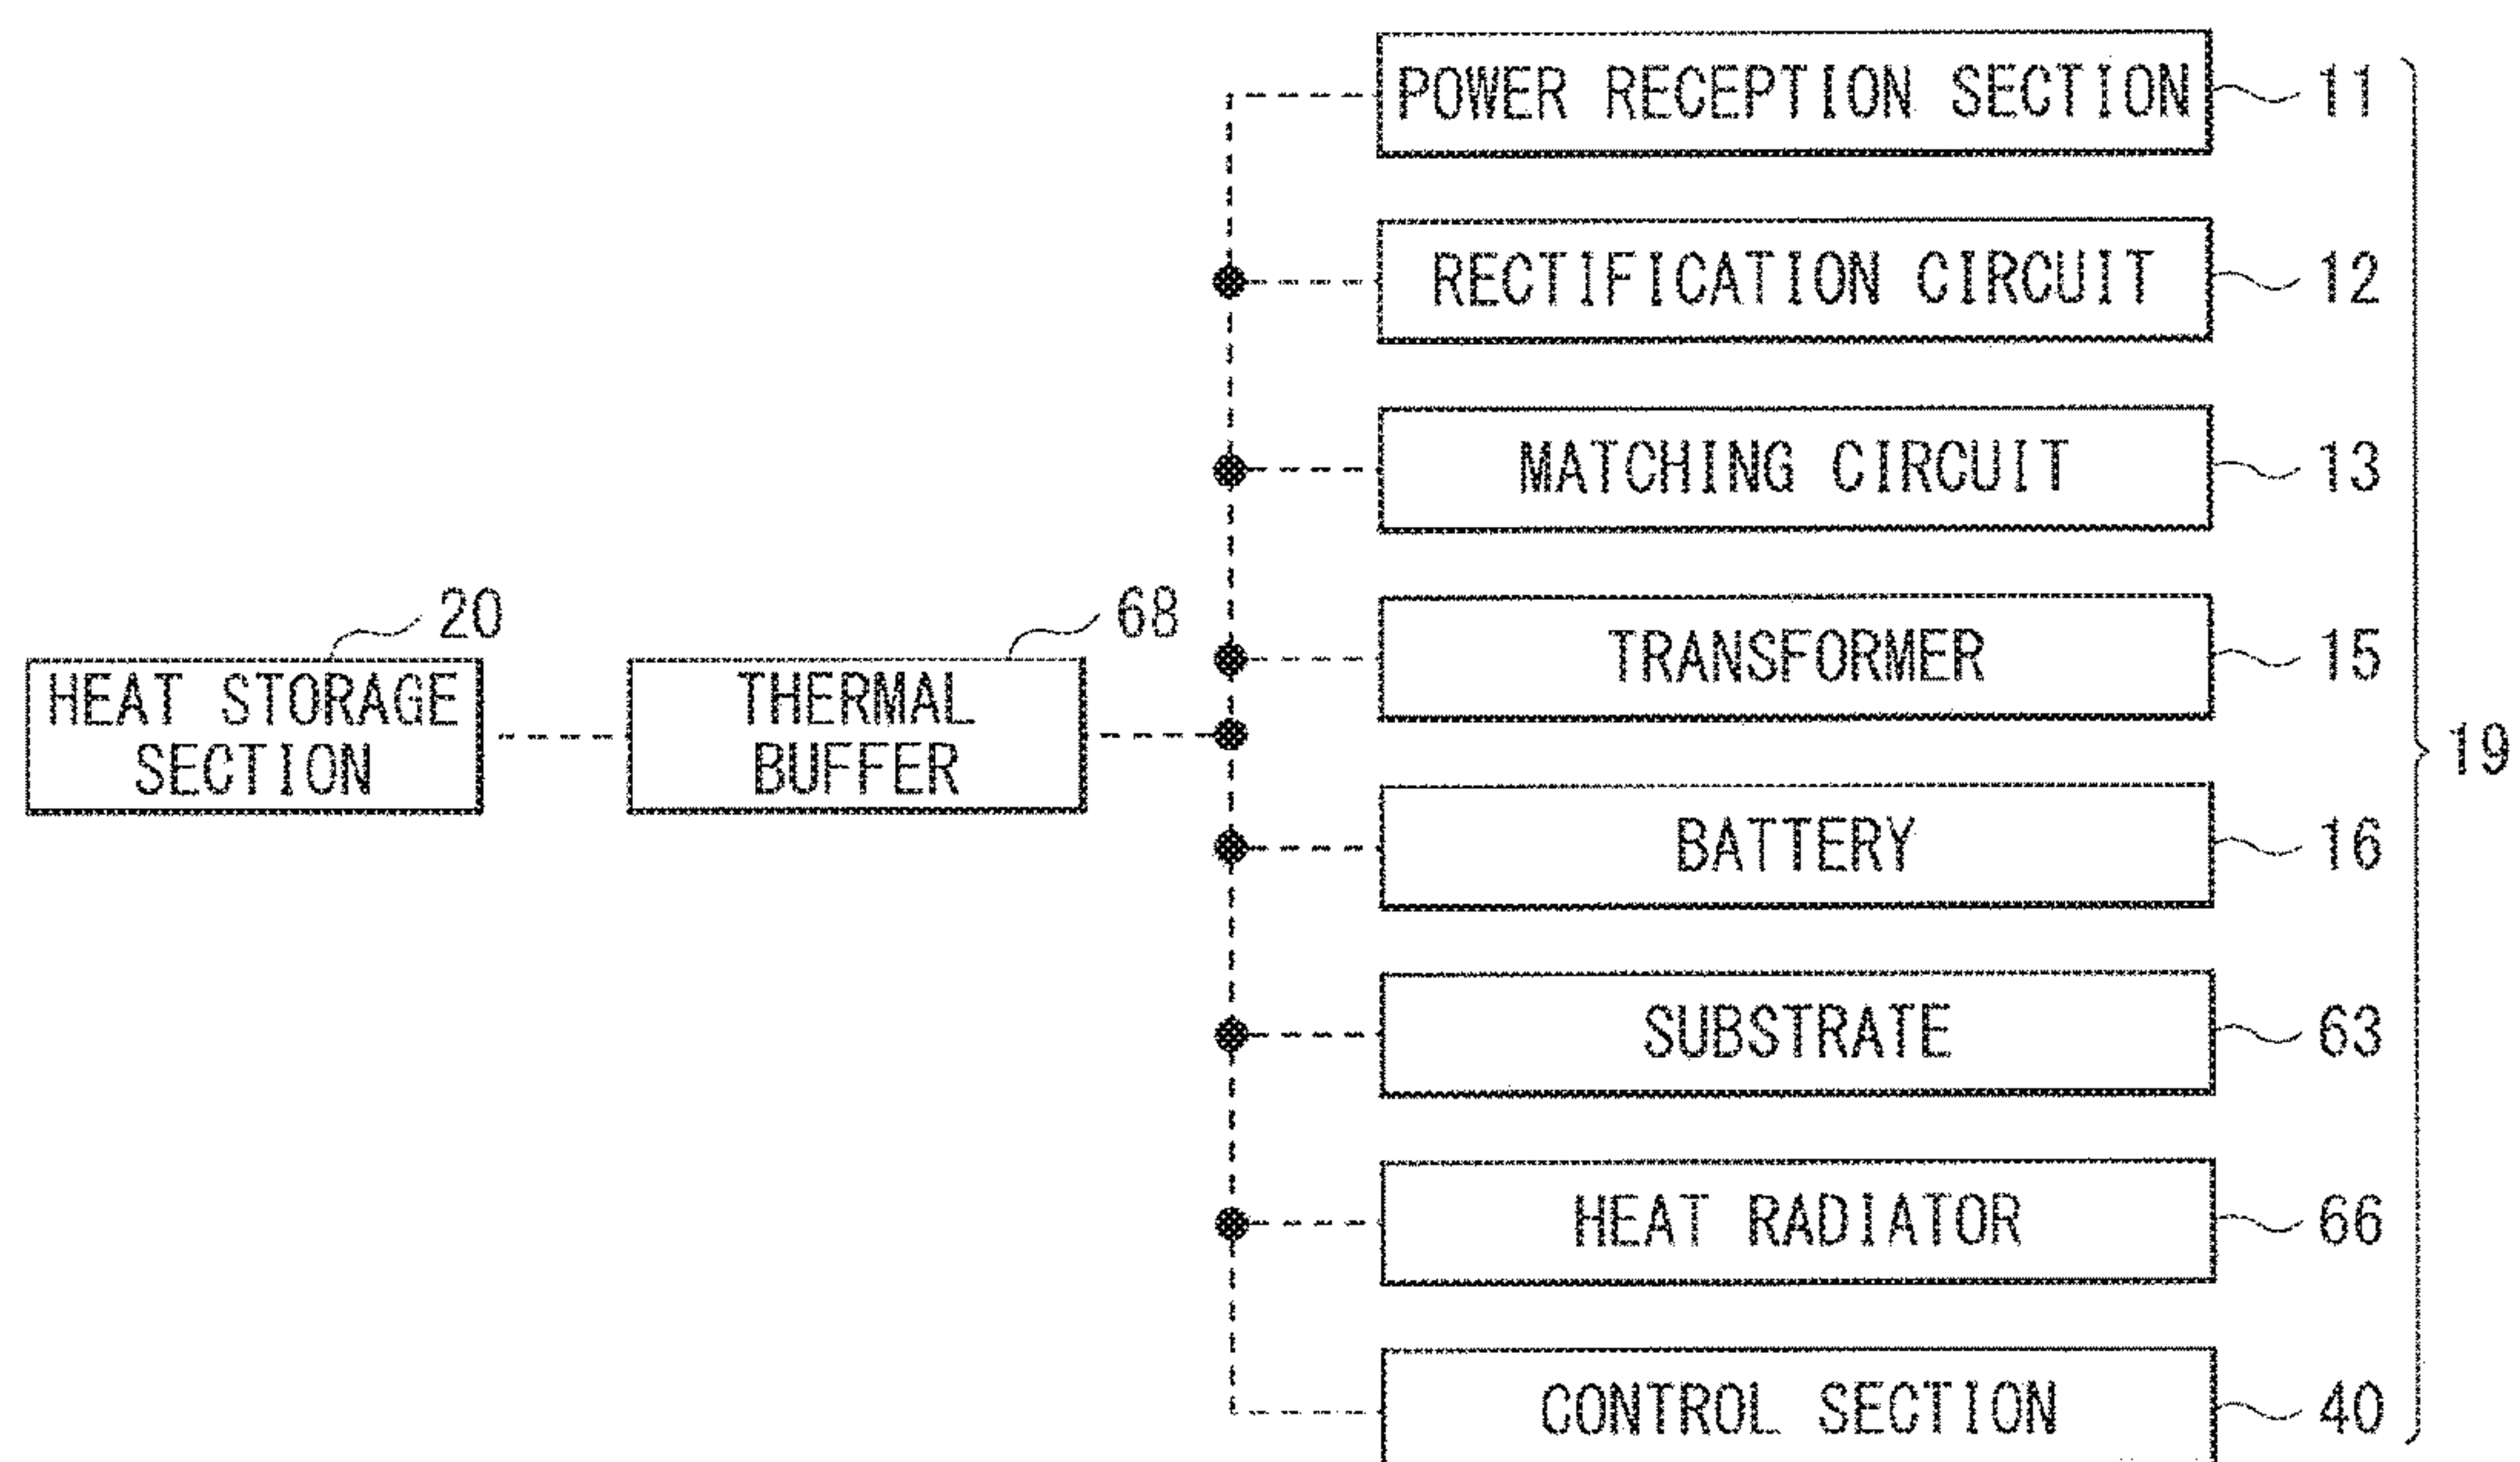 POWER RECEPTION SECTION 11
RECTIFICATION CIRCUIT 12
MATCHING CIRCUIT 13
TRANSFORMER 15
20
68
HEAT STORAGE
SECTION
THERMAL
BUFFER
19
BATTERY 16
SUBSTRATE 63
HEAT RADIATOR 66
CONTROL SECTION 40